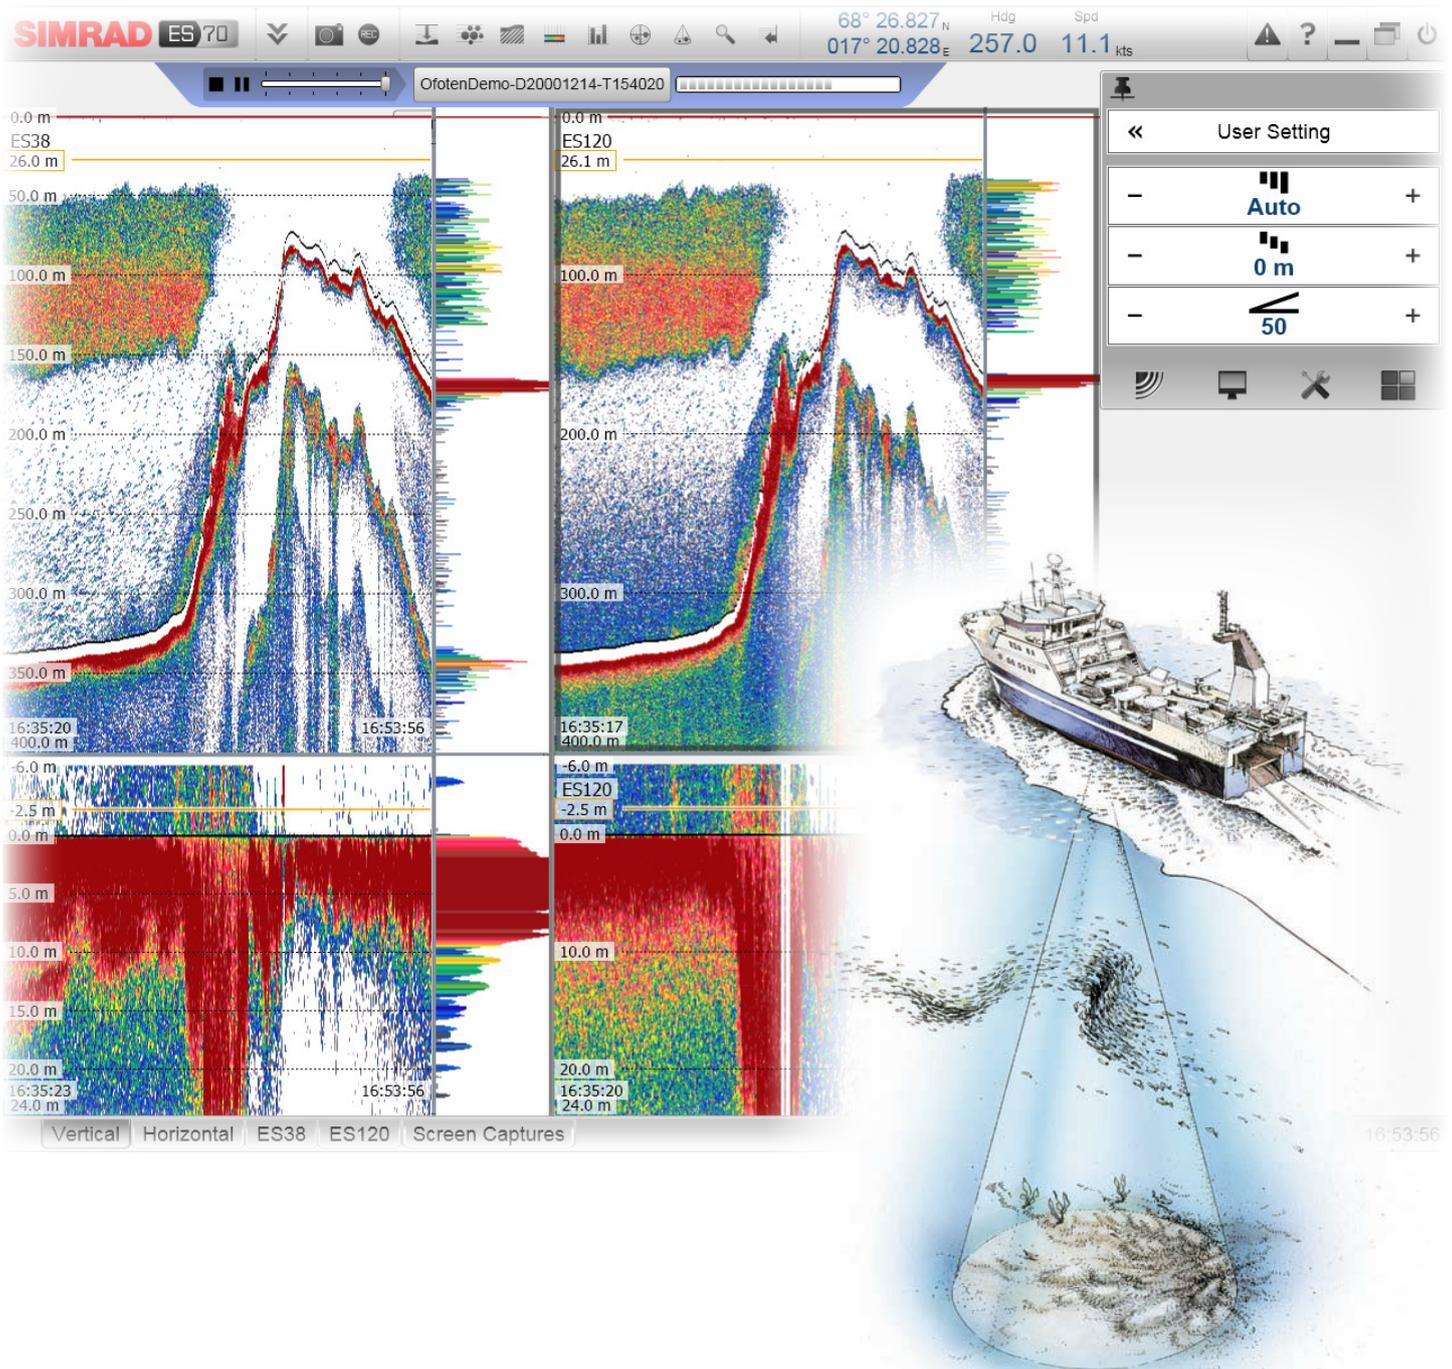 SIMRAD ES 70
REC
68° 26.827 N
017° 20.828 E
Hdg
257.0
Spd
11.1 kts
?
OfotenDemo-D20001214-T154020
User Setting
Auto
0 m
50
0.0 m
ES38
26.0 m
50.0 m
100.0 m
150.0 m
200.0 m
250.0 m
300.0 m
350.0 m
16:35:20
16:53:56
400.0 m
0.0 m
ES120
26.1 m
100.0 m
200.0 m
300.0 m
16:35:17
400.0 m
-6.0 m
-2.5 m
0.0 m
5.0 m
10.0 m
15.0 m
20.0 m
16:35:23
16:53:56
24.0 m
-6.0 m
ES120
-2.5 m
0.0 m
10.0 m
20.0 m
16:35:20
24.0 m
Vertical
Horizontal
ES38
ES120
Screen Captures
16:53:56